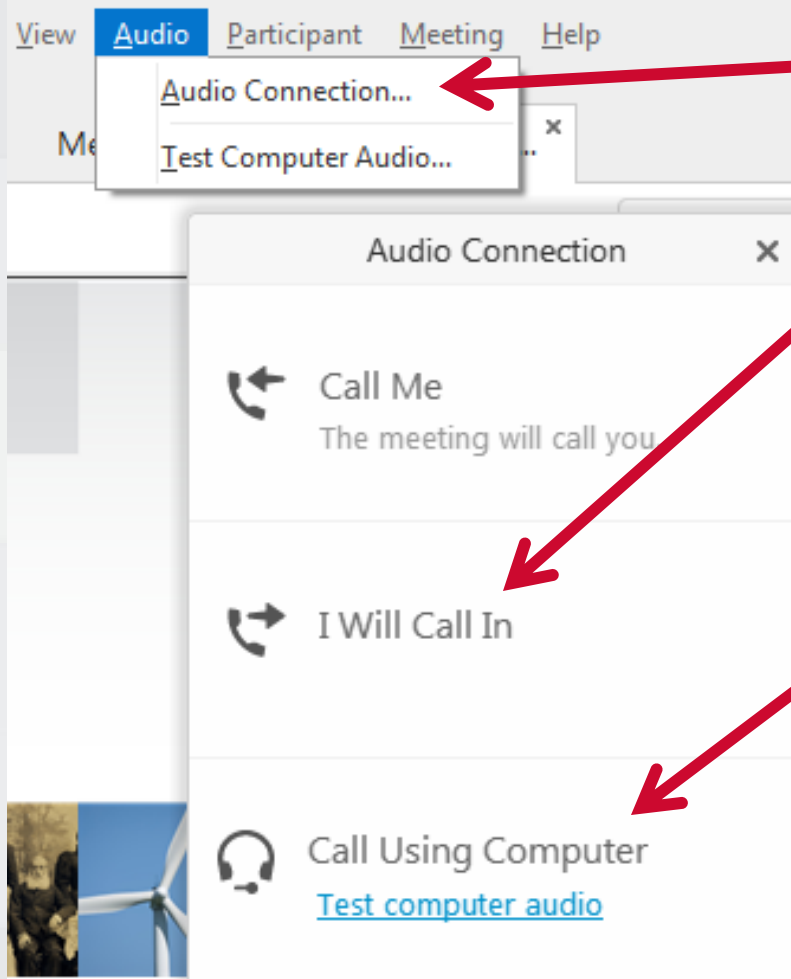 View Audio Participant Meeting Help
Audio Connection...
Me ...
Test Computer Audio...
Audio Connection
Call Me
The meeting will call you.
I Will Call In
Call Using Computer
Test computer audio